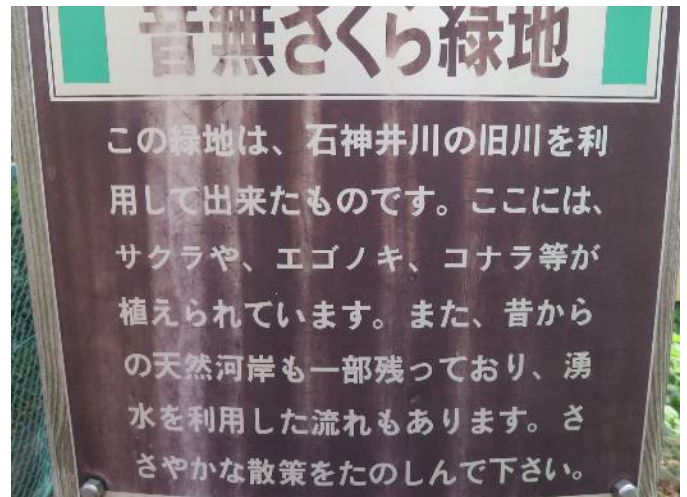 音無さくら緑地
この緑地は、石神井川の旧川を利
用して出来たものです。ここには、
サクラや、エゴノキ、コナラ等が
植えられています。また、昔から
の天然河岸も一部残っており、湧
水を利用した流れもあります。さ
さやかな散策をたのしんで下さい。